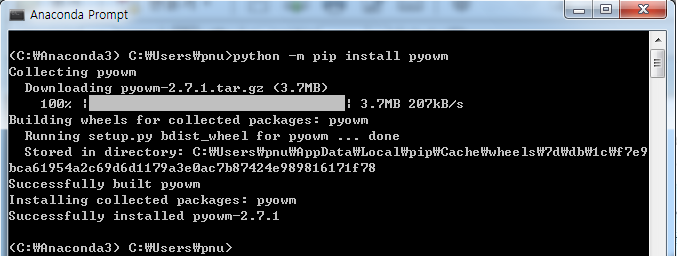 Anaconda Prompt
(C:₩Anaconda3) C:₩Users₩pnu>python -m pip install pyowm
Collecting pyowm
  Downloading pyowm-2.7.1.tar.gz (3.7MB)
    100% |████████████████████████████████| 3.7MB 207kB/s
Building wheels for collected packages: pyowm
  Running setup.py bdist_wheel for pyowm ... done
  Stored in directory: C:₩Users₩pnu₩AppData₩Local₩pip₩Cache₩wheels₩7d₩db₩1c₩f7e9
bca61954a2c69d6d1179a3e0ac7b87424e989816171f78
Successfully built pyowm
Installing collected packages: pyowm
Successfully installed pyowm-2.7.1
(C:₩Anaconda3) C:₩Users₩pnu>